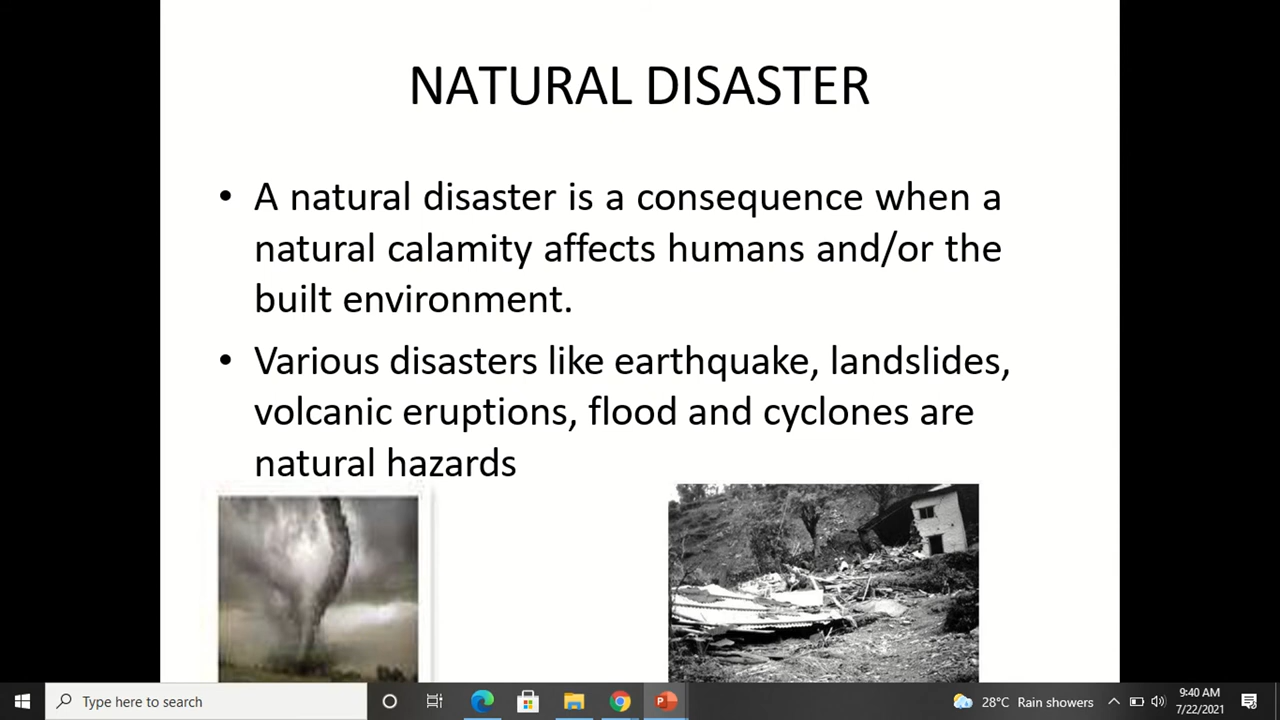 NATURAL DISASTER
• A natural disaster is a consequence when a
natural calamity affects humans and/or the
built environment.
• Various disasters like earthquake, landslides,
volcanic eruptions, flood and cyclones are
natural hazards
Type here to search
28°C Rain showers
9:40 AM
7/22/2021